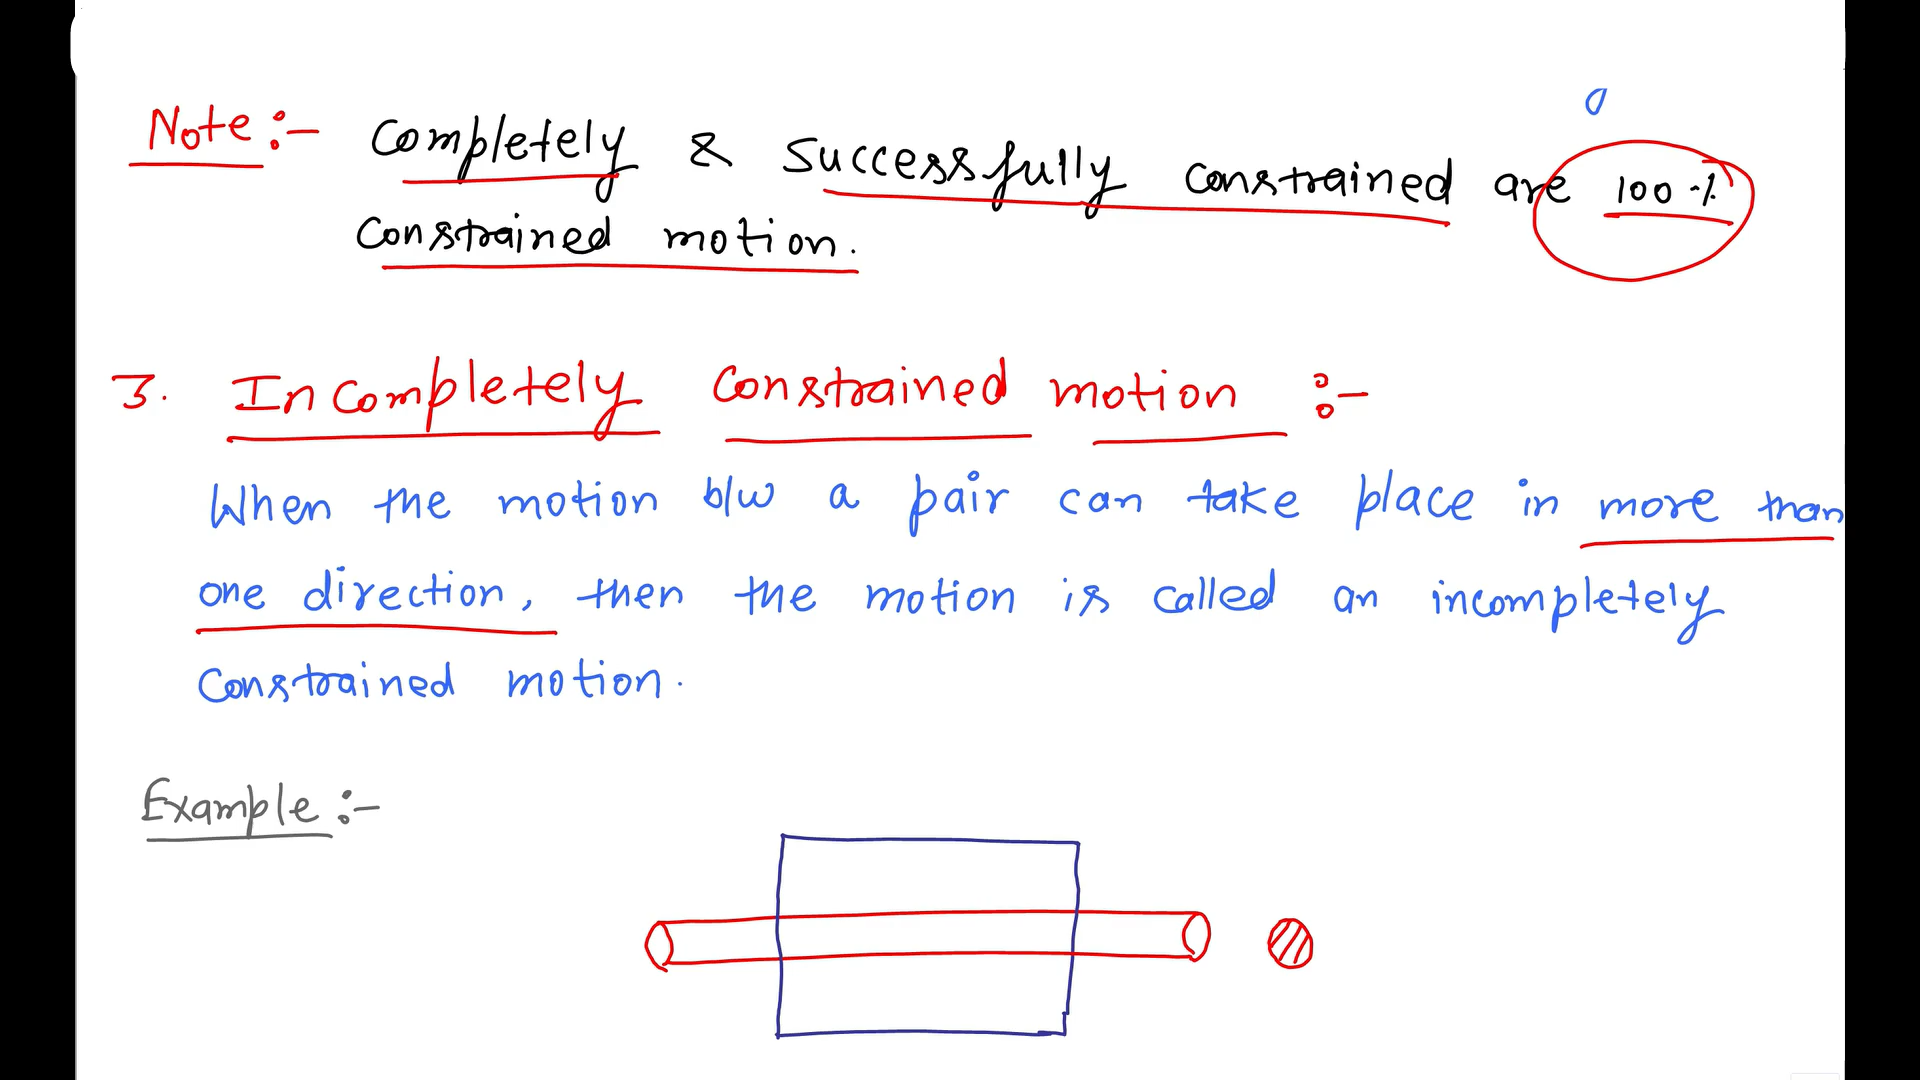 Note :- Completely & Successfully constrained are 100 %
constrained motion.
3. Incompletely constrained motion :-
When the motion b/w a pair can take place in more than
one direction, then the motion is called an incompletely
constrained motion.
Example :-